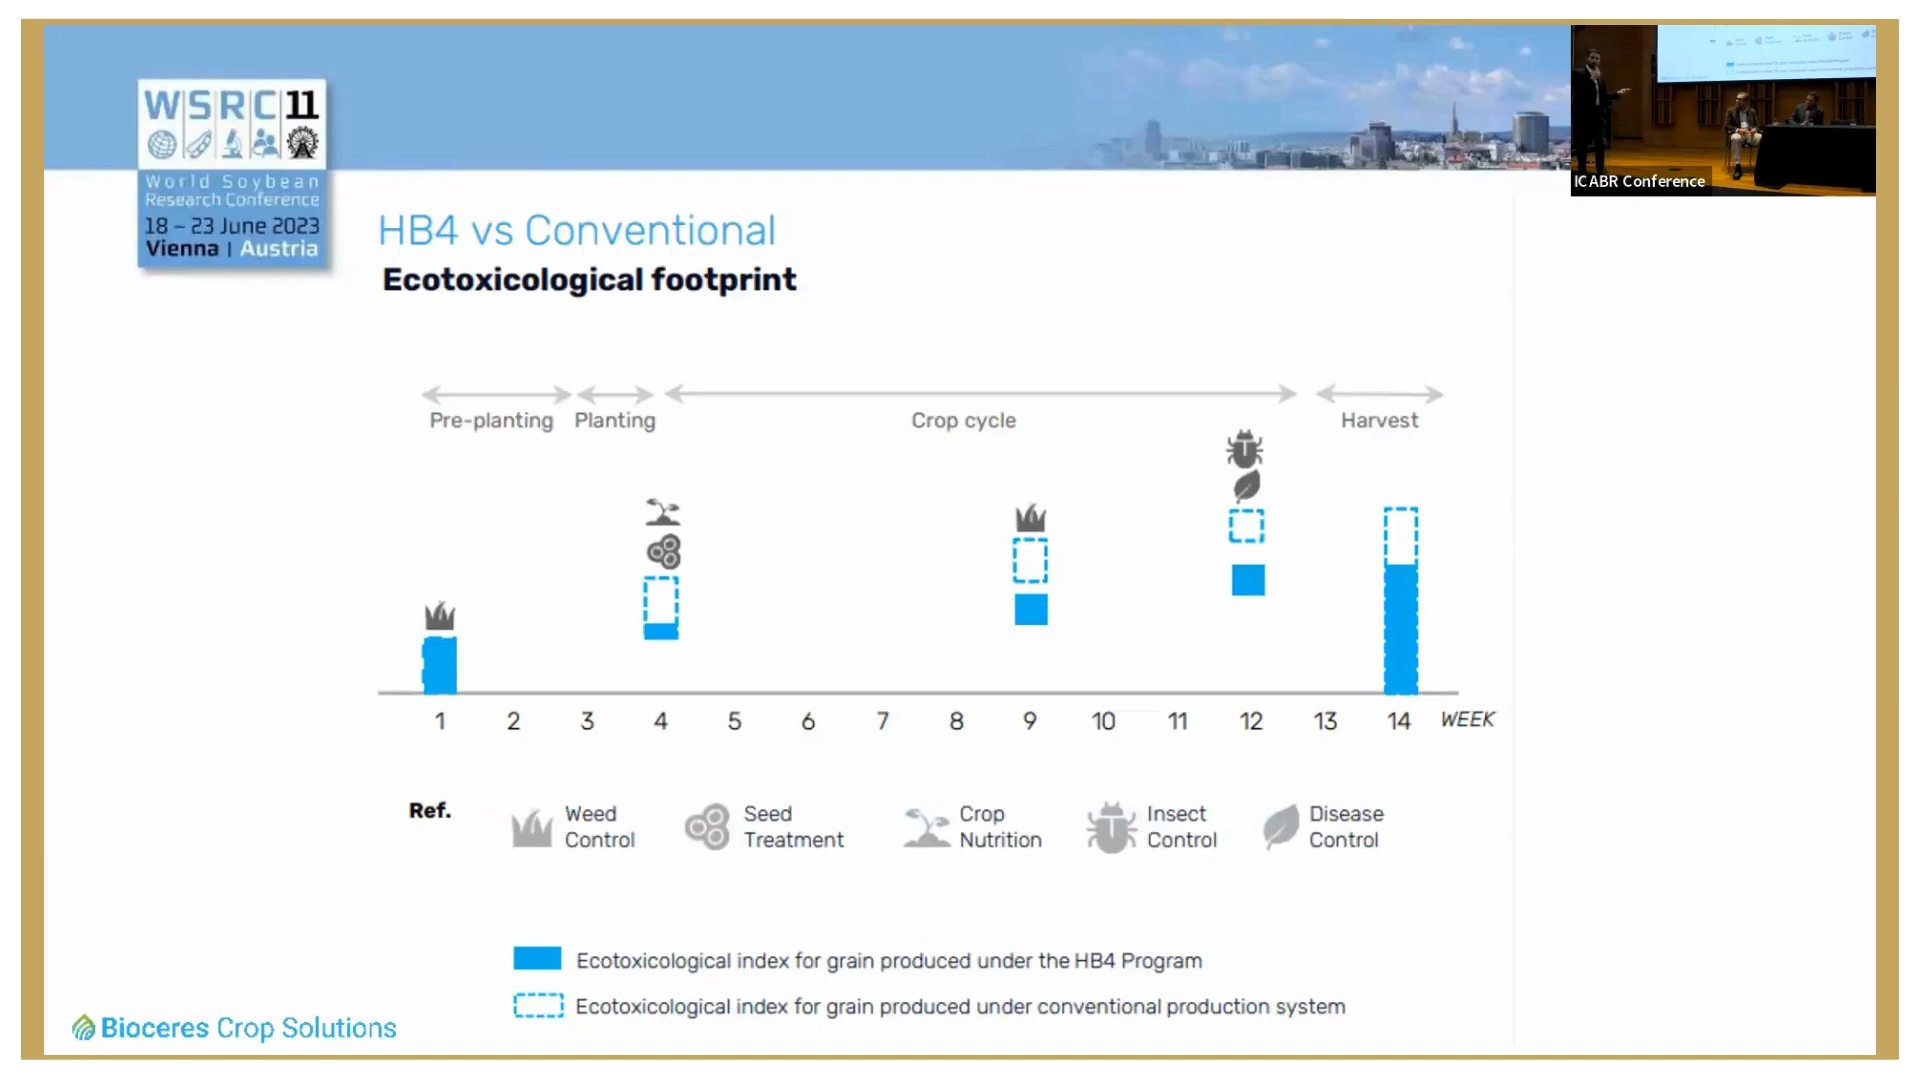 WSRC11
World Soybean
Research Conference
18 – 23 June 2023
Vienna | Austria
ICABR Conference
HB4 vs Conventional
Ecotoxicological footprint
Pre-planting Planting Crop cycle Harvest
1 2 3 4 5 6 7 8 9 10 11 12 13 14 WEEK
Ref.
Weed
Control
Seed
Treatment
Crop
Nutrition
Insect
Control
Disease
Control
Ecotoxicological index for grain produced under the HB4 Program
Ecotoxicological index for grain produced under conventional production system
Bioceres Crop Solutions